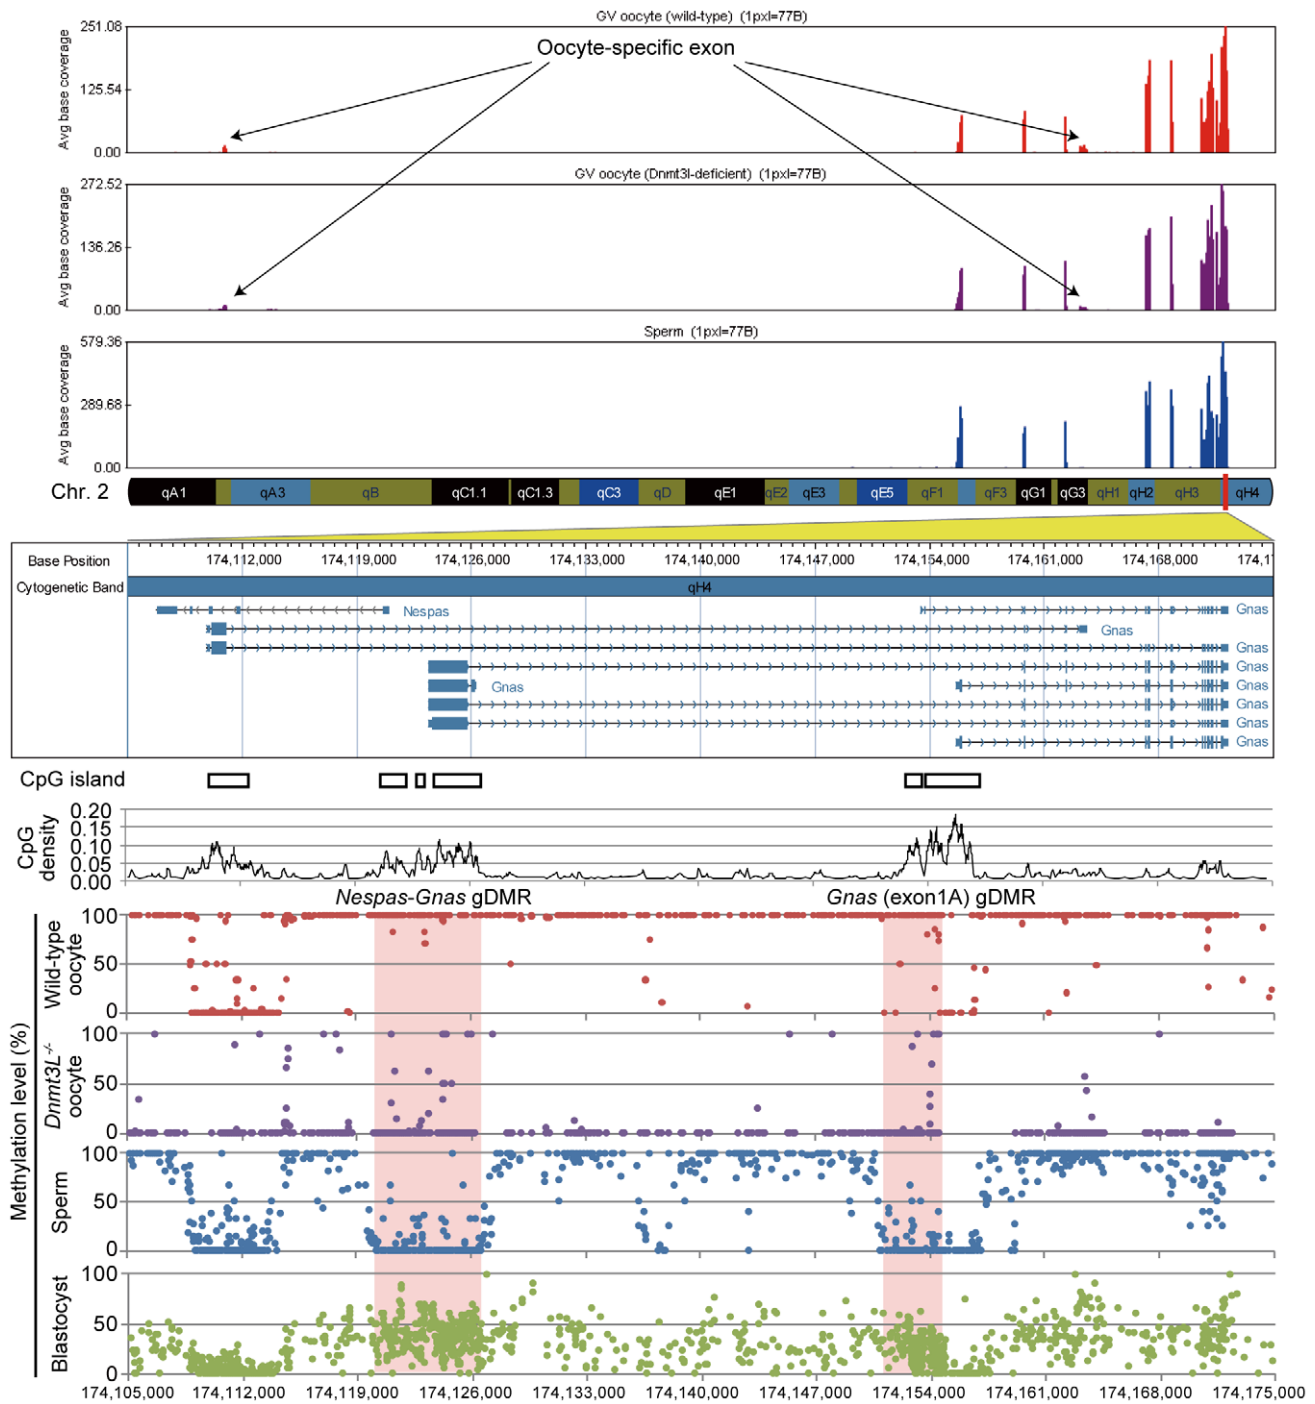 GV oocyte (wild-type) (1pxl=77B)
251.08
125.54
0.00
Avg base coverage
Oocyte-specific exon
GV oocyte (Dnmt3l-deficient) (1pxl=77B)
272.52
136.26
0.00
Avg base coverage
Sperm (1pxl=77B)
579.36
289.68
0.00
Avg base coverage
Chr. 2
qA1 qA3 qB qC1.1 qC1.3 qC3 qD qE1 qE2 qE3 qE5 qF1 qF3 qG1 qG3 qH1 qH2 qH3 qH4
Base Position 174,112,000 174,119,000 174,126,000 174,133,000 174,140,000 174,147,000 174,154,000 174,161,000 174,168,000 174,1
Cytogenetic Band qH4
Nespas Gnas
Gnas
Gnas
Gnas
Gnas Gnas
Gnas
Gnas
Gnas
CpG island
CpG density
0.20
0.15
0.10
0.05
0.00
Nespas-Gnas gDMR Gnas (exon1A) gDMR
Methylation level (%)
Wild-type oocyte
100
50
0
Dnmt3L-/- oocyte
100
50
0
Sperm
100
50
0
Blastocyst
100
50
0
174,105,000 174,112,000 174,119,000 174,126,000 174,133,000 174,140,000 174,147,000 174,154,000 174,161,000 174,168,000 174,175,000